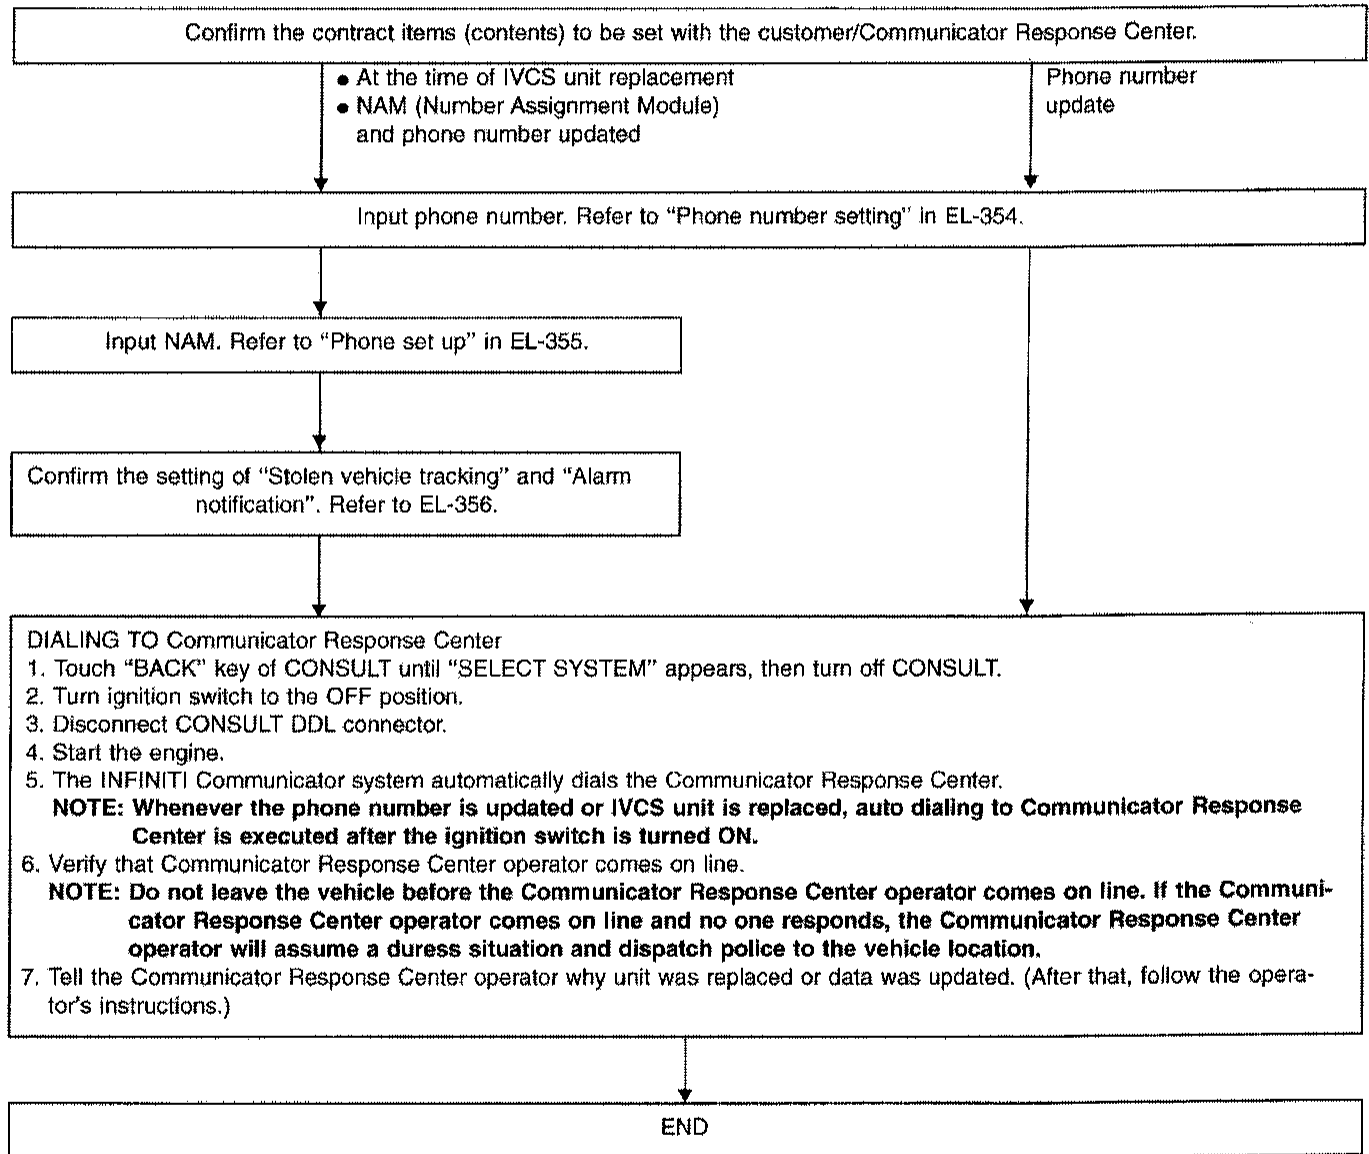 Confirm the contract items (contents) to be set with the customer/Communicator Response Center.
● At the time of IVCS unit replacement
● NAM (Number Assignment Module)
and phone number updated
Phone number
update
Input phone number. Refer to “Phone number setting” in EL-354.
Input NAM. Refer to “Phone set up” in EL-355.
Confirm the setting of “Stolen vehicle tracking” and “Alarm
notification”. Refer to EL-356.
DIALING TO Communicator Response Center
1. Touch “BACK” key of CONSULT until “SELECT SYSTEM” appears, then turn off CONSULT.
2. Turn ignition switch to the OFF position.
3. Disconnect CONSULT DDL connector.
4. Start the engine.
5. The INFINITI Communicator system automatically dials the Communicator Response Center.
NOTE: Whenever the phone number is updated or IVCS unit is replaced, auto dialing to Communicator Response
Center is executed after the ignition switch is turned ON.
6. Verify that Communicator Response Center operator comes on line.
NOTE: Do not leave the vehicle before the Communicator Response Center operator comes on line. If the Communi-
cator Response Center operator comes on line and no one responds, the Communicator Response Center
operator will assume a duress situation and dispatch police to the vehicle location.
7. Tell the Communicator Response Center operator why unit was replaced or data was updated. (After that, follow the opera-
tor's instructions.)
END